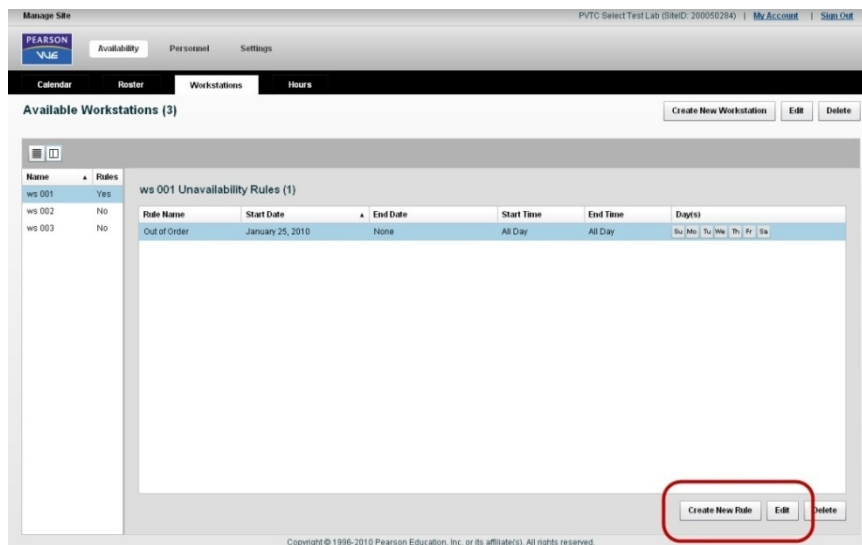 Manage Site PVTC Select Test Lab (SiteID: 200050284) | My Account | Sign Out
PEARSON
VUE
Availability Personnel Settings
Calendar Roster Workstations Hours
Available Workstations (3) Create New Workstation Edit Delete
Name Rules
ws 001 Yes
ws 002 No
ws 003 No
ws 001 Unavailability Rules (1)
Rule Name Start Date End Date Start Time End Time Day(s)
Out of Order January 25, 2010 None All Day All Day Su Mo Tu We Th Fr Sa
Create New Rule Edit Delete
Copyright © 1996-2010 Pearson Education, Inc. or its affiliate(s). All rights reserved.